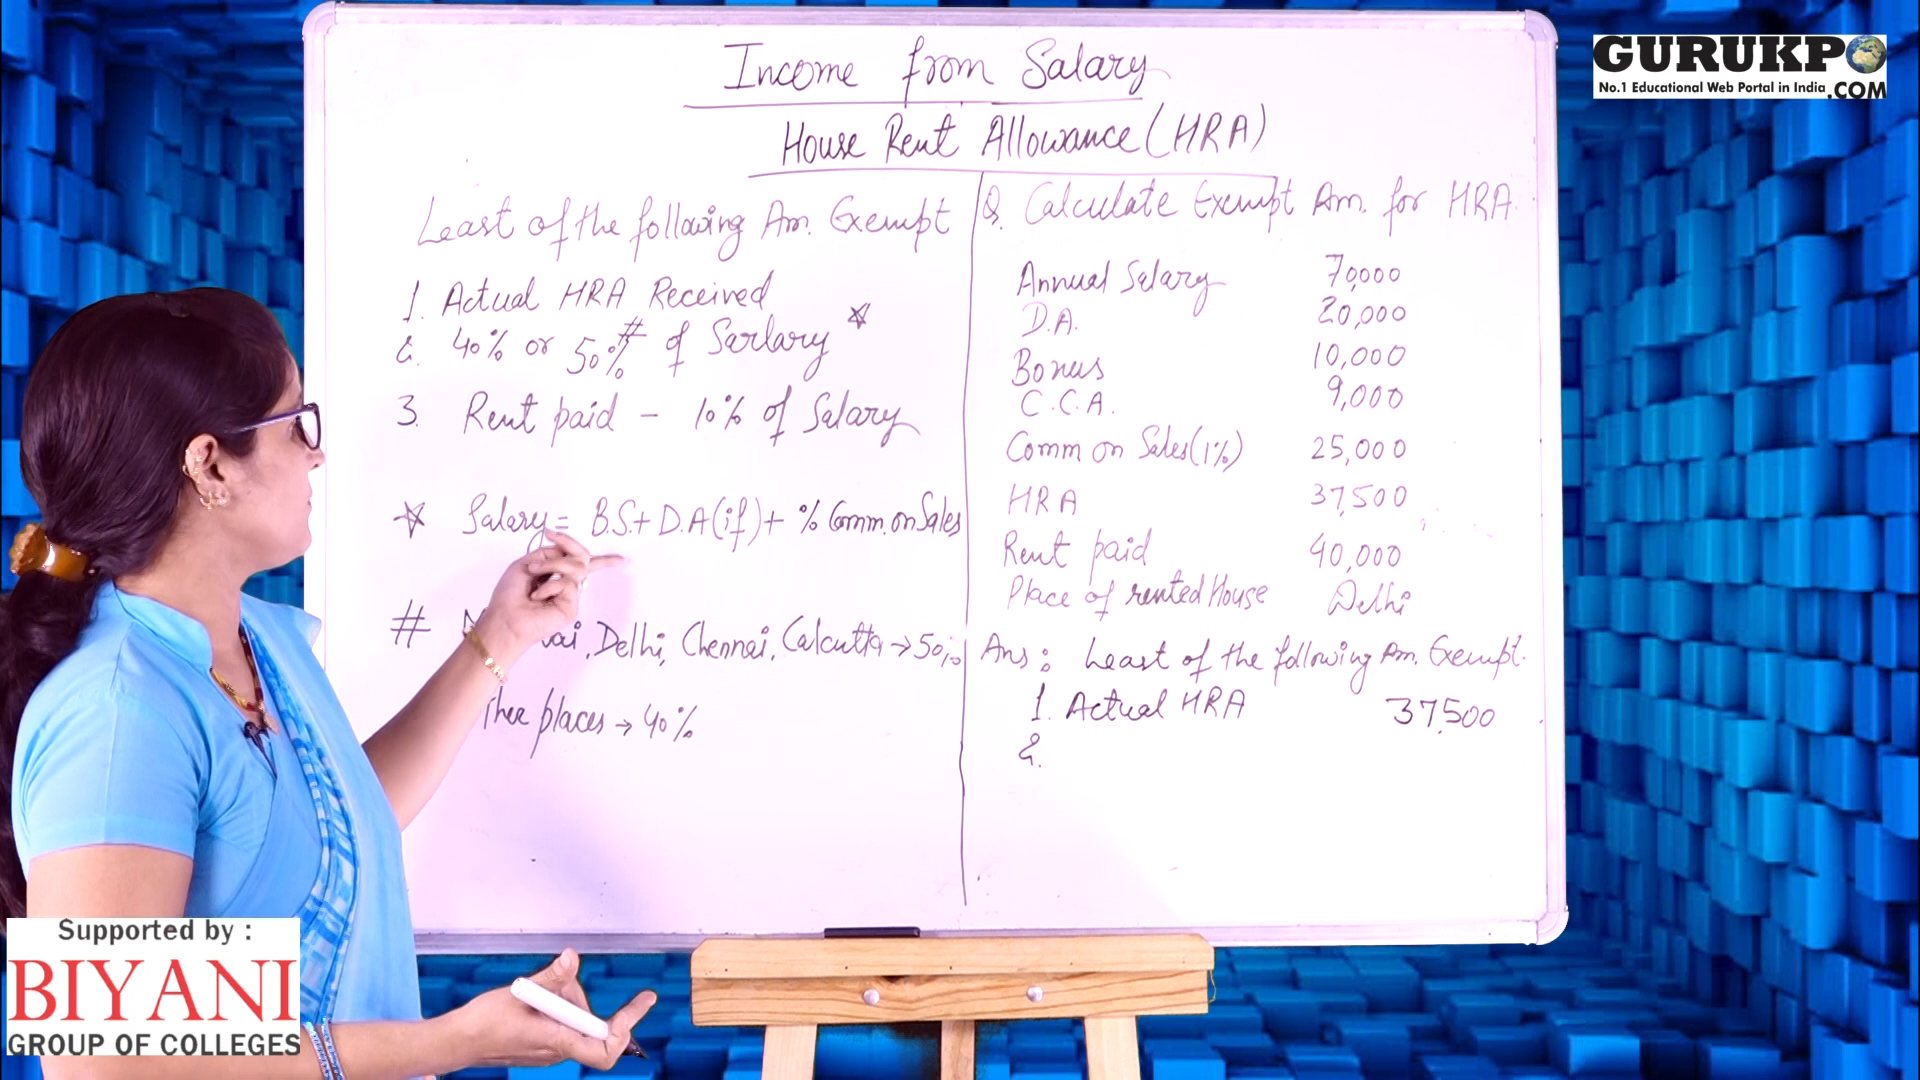 Income from Salary
House Rent Allowance (HRA)
Least of the following Am. Exempt
1. Actual HRA Received
2. 40% or 50%# of Sarlary ☆
3. Rent paid - 10% of Salary
☆ Salary = B.S. + D.A (if) + % Comm. on Sales
# Delhi, Chennai, Calcutta → 50%
places → 40%
Q. Calculate Exempt Am. for HRA.
Annual Salary 70,000
D.A. 20,000
Bonus 10,000
C.C.A. 9,000
Comm on Sales (1%) 25,000
HRA 37,500
Rent paid 40,000
Place of rented House Delhi
Ans : Least of the following Am. Exempt.
1. Actual HRA 37,500
2.
GURUKPO
No.1 Educational Web Portal in India .COM
Supported by :
BIYANI
GROUP OF COLLEGES